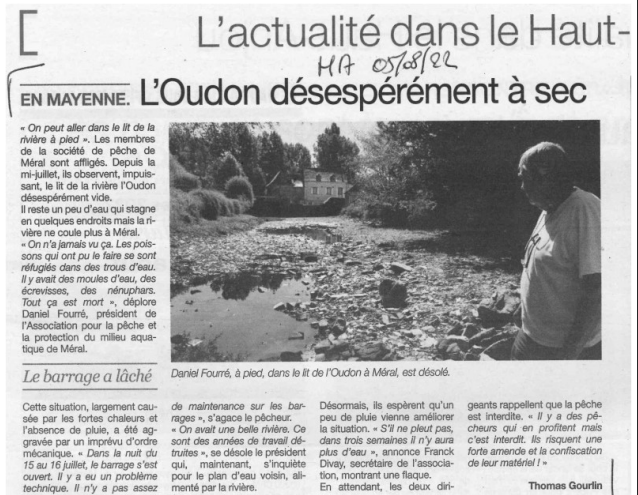 L'actualité dans le Haut-
HA 05/08/22
EN MAYENNE. L'Oudon désespérément à sec
« On peut aller dans le lit de la
rivière à pied ». Les membres
de la société de pêche de
Méral sont affligés. Depuis la
mi-juillet, ils observent, impuis-
sant, le lit de la rivière l'Oudon
désespérément vide.
Il reste un peu d'eau qui stagne
en quelques endroits mais la ri-
vière ne coule plus à Méral.
« On n'a jamais vu ça. Les pois-
sons qui ont pu le faire se sont
réfugiés dans des trous d'eau.
Il y avait des moules d'eau, des
écrevisses, des nénuphars.
Tout ça est mort », déplore
Daniel Fourré, président de
l'Association pour la pêche et
la protection du milieu aqua-
tique de Méral.
Daniel Fourré, à pied, dans le lit de l'Oudon à Méral, est désolé.
Le barrage a lâché
Cette situation, largement cau-
sée par les fortes chaleurs et
l'absence de pluie, a été ag-
gravée par un imprévu d'ordre
mécanique. « Dans la nuit du
15 au 16 juillet, le barrage s'est
ouvert. Il y a eu un problème
technique. Il n'y a pas assez
de maintenance sur les bar-
rages », s'agace le pêcheur.
« On avait une belle rivière. Ce
sont des années de travail dé-
truites », se désole le président
qui, maintenant, s'inquiète
pour le plan d'eau voisin, ali-
menté par la rivière.
Désormais, ils espèrent qu'un
peu de pluie vienne améliorer
la situation. « S'il ne pleut pas,
dans trois semaines il n'y aura
plus d'eau », annonce Franck
Divay, secrétaire de l'associa-
tion, montrant une flaque.
En attendant, les deux diri-
geants rappellent que la pêche
est interdite. « Il y a des pê-
cheurs qui en profitent mais
c'est interdit. Ils risquent une
forte amende et la confiscation
de leur matériel ! »
Thomas Gourlin